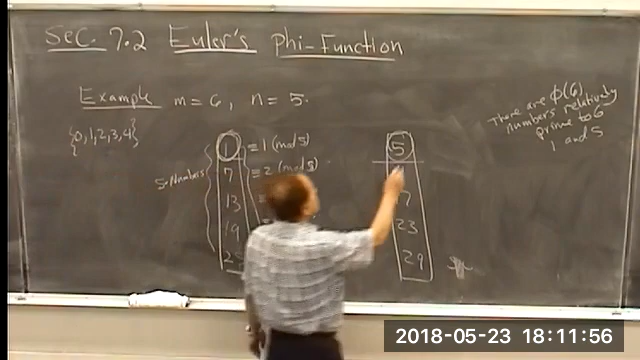 Sec. 7.2 Euler's Phi-Function
Example m = 6, n = 5.
There are φ(6)
numbers relatively
prime to 6
1 and 5
{0,1,2,3,4}
{
5-Numbers
1 ≡ 1 (mod 5)
7 ≡ 2 (mod 5)
13 ≡
19
2
5
7
23
29
2018-05-23 18:11:56